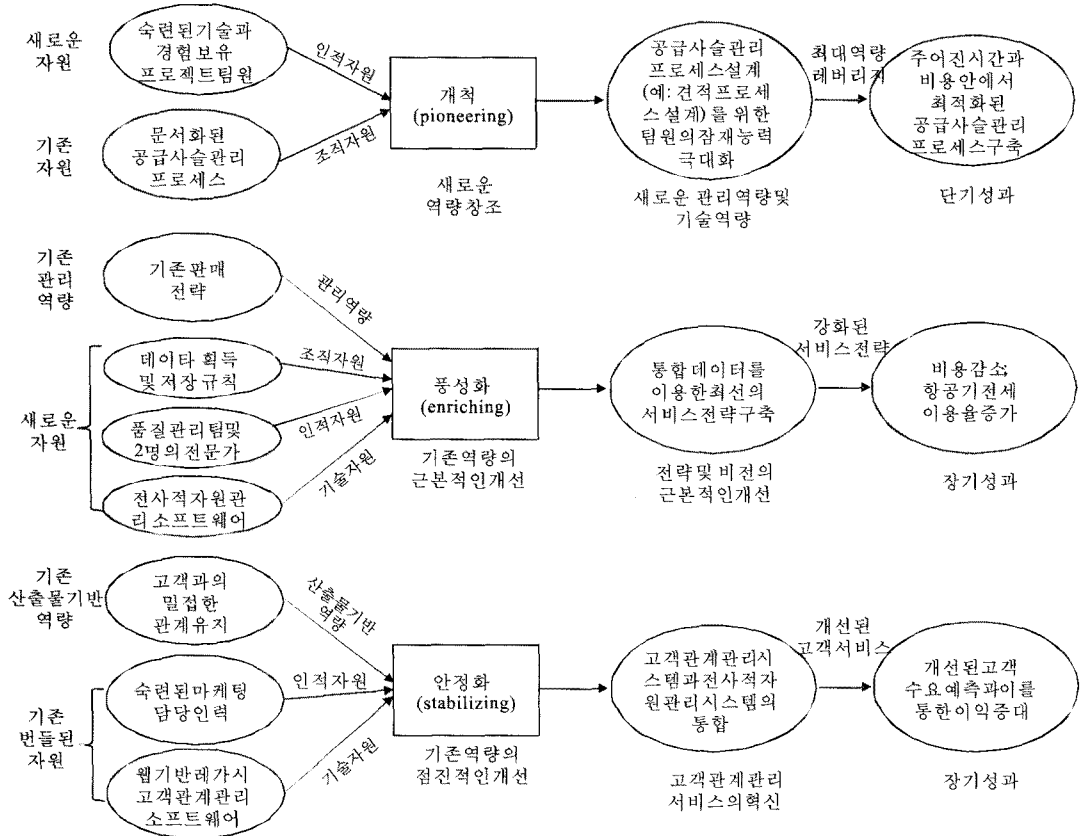 새로운
자원
숙련된기술과
경험보유
프로젝트팀원
인적자원
기존
자원
문서화된
공급사슬관리
프로세스
조직자원
개척
(pioneering)
새로운
역량창조
공급사슬관리
프로세스설계
(예: 견적프로세
스설계)를 위한
팀원의잠재능력
극대화
새로운 관리역량및
기술역량
최대역량
레버리지
주어진시간과
비용안에서
최적화된
공급사슬관리
프로세스구축
단기성과
기존
관리
역량
기존판매
전략
관리역량
새로운
자원
데이타 획득
및저장규칙
조직자원
품질관리팀및
2명의전문가
인적자원
전사적자원관
리소프트웨어
기술자원
풍성화
(enriching)
기존역량의
근본적인개선
통합데이터를
이용한최선의
서비스전략구축
전략및 비전의
근본적인개선
강화된
서비스전략
비용감소;
항공기전세
이용율증가
장기성과
기존
산출물기반
역량
고객과의
밀접한
관계유지
산출물기반
역량
기존
번들된
자원
숙련된마케팅
담당인력
인적자원
웹기반레가시
고객관계관리
소프트웨어
기술자원
안정화
(stabilizing)
기존역량의
점진적인개선
고객관계관리시
스템과전사적자
원관리시스템의
통합
고객관계관리
서비스의혁신
개선된
고객서비스
개선된고객
수요예측과이를
통한이익증대
장기성과